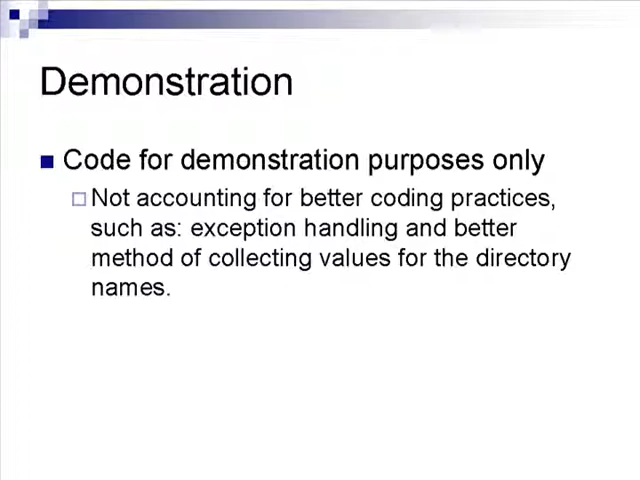 Demonstration
Code for demonstration purposes only
Not accounting for better coding practices,
such as: exception handling and better
method of collecting values for the directory
names.